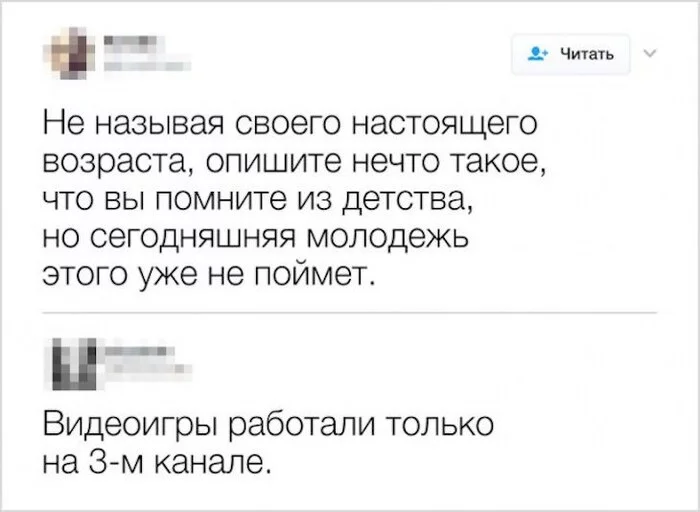 Читать
Не называя своего настоящего
возраста, опишите нечто такое,
что вы помните из детства,
но сегодняшняя молодежь
этого уже не поймет.
Видеоигры работали только
на 3-м канале.